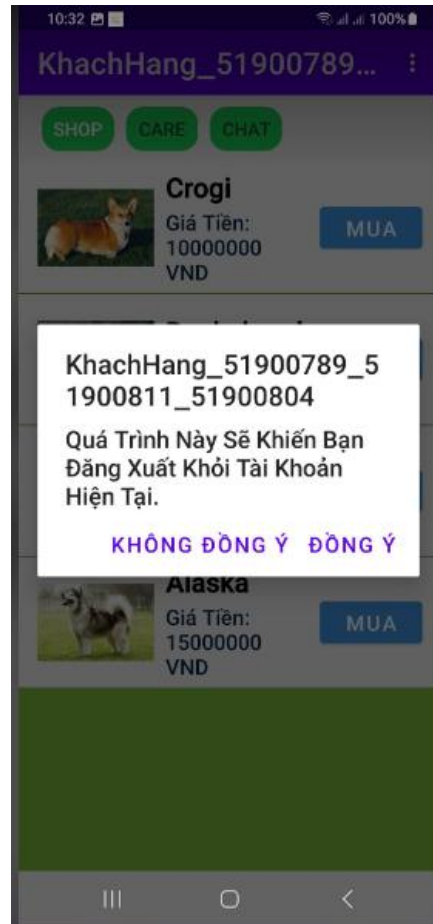 10:32
100%
KhachHang_51900789...
SHOP CARE CHAT
Crogi
Giá Tiền:
10000000
VND
MUA
KhachHang_51900789_5
1900811_51900804
Quá Trình Này Sẽ Khiến Bạn
Đăng Xuất Khỏi Tài Khoản
Hiện Tại.
KHÔNG ĐỒNG Ý ĐỒNG Ý
Alaska
Giá Tiền:
15000000
VND
MUA